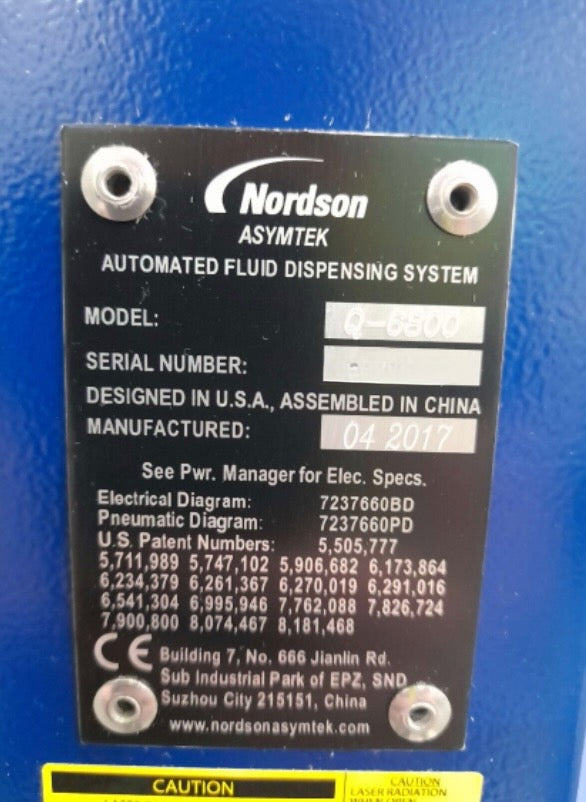 Nordson
ASYMTEK
AUTOMATED FLUID DISPENSING SYSTEM
MODEL: Q-6800
SERIAL NUMBER:
DESIGNED IN U.S.A., ASSEMBLED IN CHINA
MANUFACTURED: 04 2017
See Pwr. Manager for Elec. Specs.
Electrical Diagram: 7237660BD
Pneumatic Diagram: 7237660PD
U.S. Patent Numbers: 5,505,777
5,711,989 5,747,102 5,906,682 6,173,864
6,234,379 6,261,367 6,270,019 6,291,016
6,541,304 6,995,946 7,762,088 7,826,724
7,900,800 8,074,467 8,181,468
CE Building 7, No. 666 Jianlin Rd.
Sub Industrial Park of EPZ, SND
Suzhou City 215151, China
www.nordsonasymtek.com
CAUTION
CAUTION
LASER RADIATION
WHEN OPEN